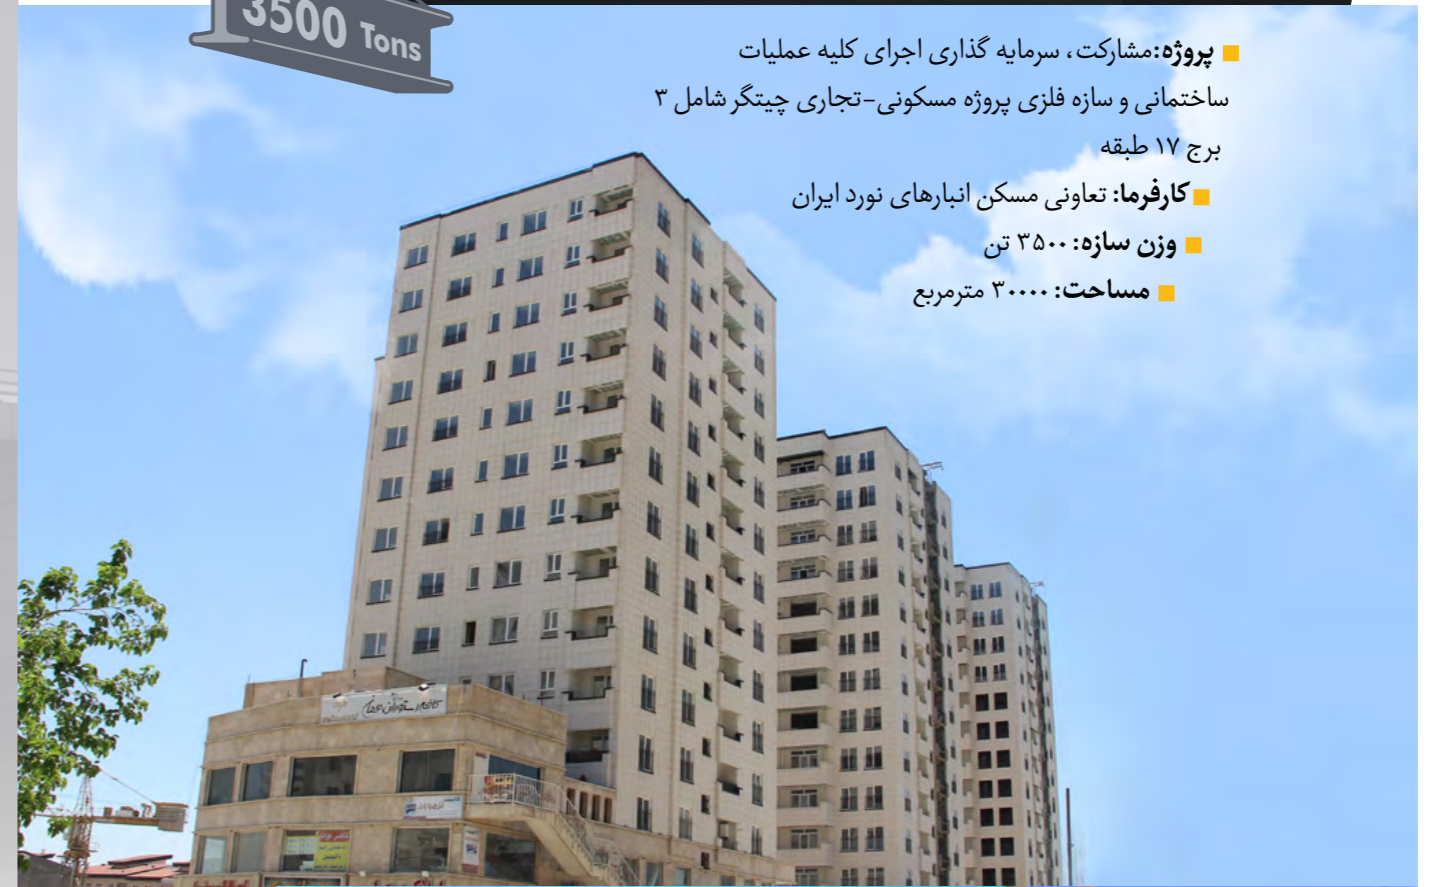 3500 Tons
پروژه:مشارکت، سرمایه گذاری اجرای کلیه عملیات
ساختمانی و سازه فلزی پروژه مسکونی-تجاری چیتگر شامل ۳
برج ۱۷ طبقه
کارفرما: تعاونی مسکن انبارهای نورد ایران
وزن سازه: ۳۵۰۰ تن
مساحت: ۳۰۰۰۰ مترمربع